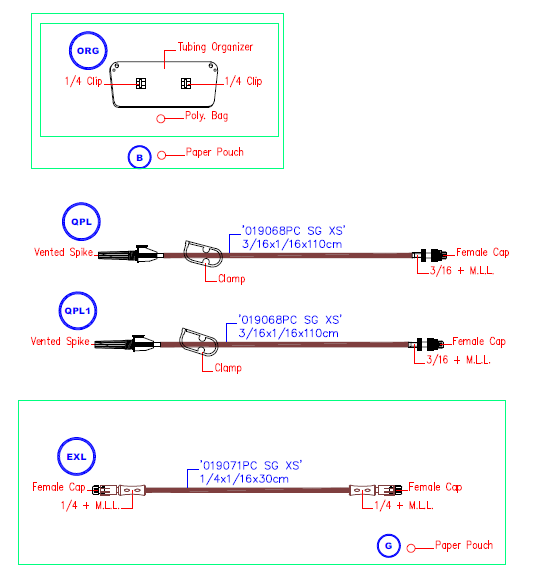 ORG
Tubing Organizer
1/4 Clip
1/4 Clip
Poly. Bag
B
Paper Pouch
QPL
'019068PC SG XS'
3/16x1/16x110cm
Vented Spike
Female Cap
3/16 + M.L.L.
Clamp
QPL1
'019068PC SG XS'
3/16x1/16x110cm
Vented Spike
Female Cap
3/16 + M.L.L.
Clamp
EXL
'019071PC SG XS'
1/4x1/16x30cm
Female Cap
Female Cap
1/4 + M.L.L.
1/4 + M.L.L.
G
Paper Pouch